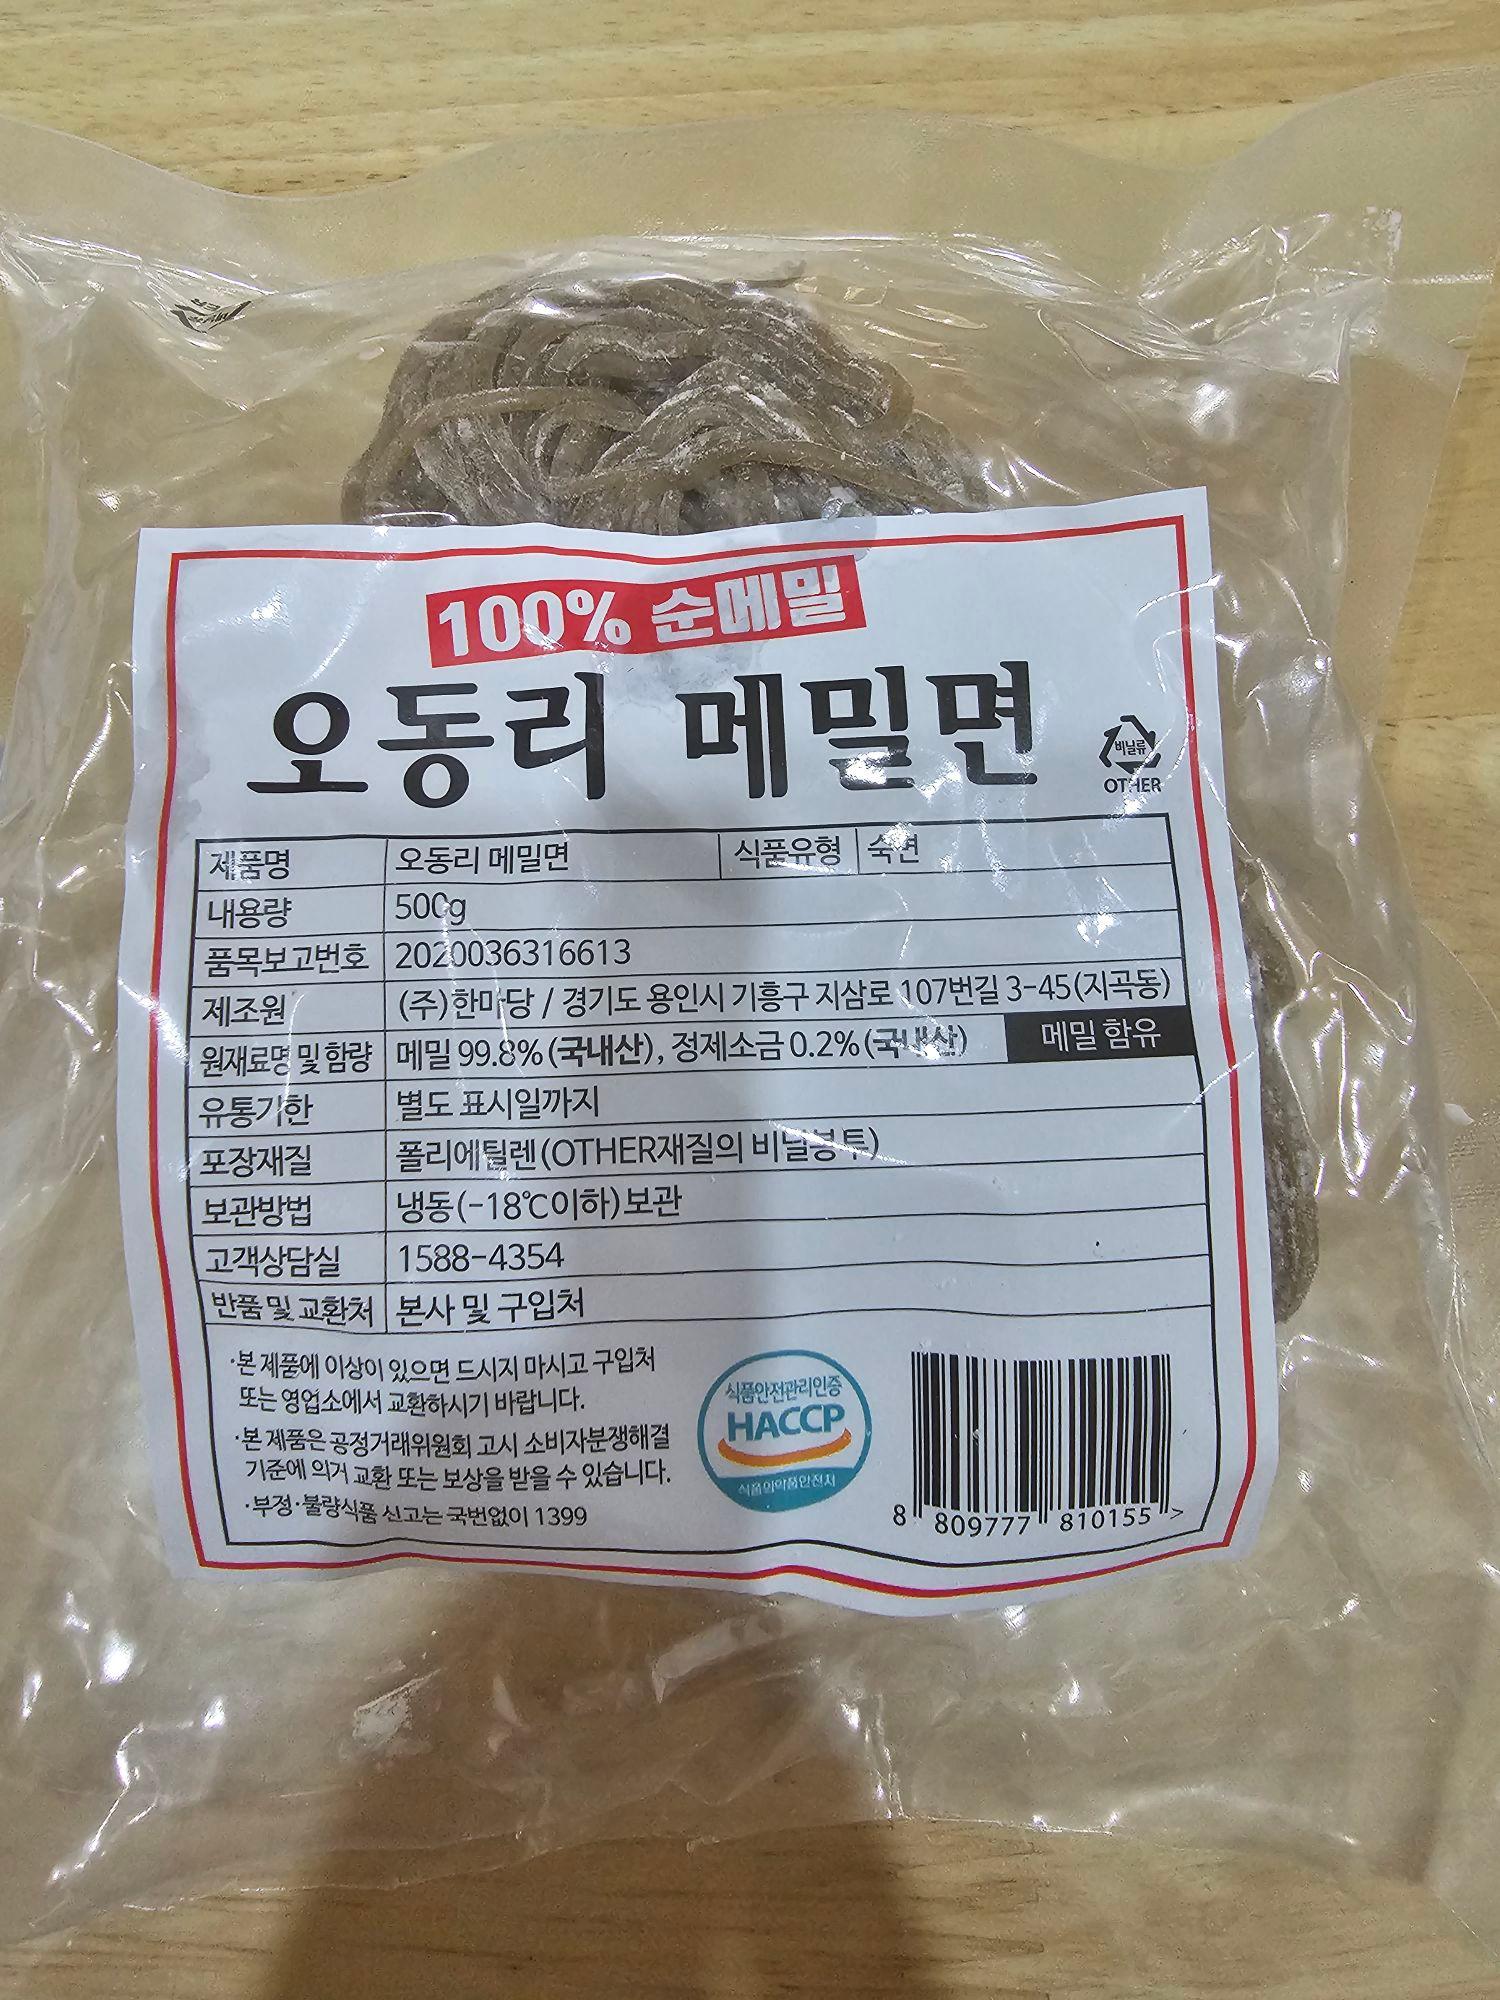 100% 순메밀
오동리 메밀면
비닐류
OTHER
제품명 오동리 메밀면 식품유형 숙면
내용량 500g
품목보고번호 2020036316613
제조원 (주)한마당 / 경기도 용인시 기흥구 지삼로 107번길 3-45(지곡동)
원재료명 및 함량 메밀 99.8%(국내산), 정제소금 0.2%(국내산) 메밀 함유
유통기한 별도 표시일까지
포장재질 폴리에틸렌(OTHER재질의 비닐봉투)
보관방법 냉동(-18℃이하)보관
고객상담실 1588-4354
반품 및 교환처 본사 및 구입처
·본 제품에 이상이 있으면 드시지 마시고 구입처
또는 영업소에서 교환하시기 바랍니다.
·본 제품은 공정거래위원회 고시 소비자분쟁해결
기준에 의거 교환 또는 보상을 받을 수 있습니다.
·부정·불량식품 신고는 국번없이 1399
식품안전관리인증
HACCP
식품의약품안전처
8 809777 810155 >